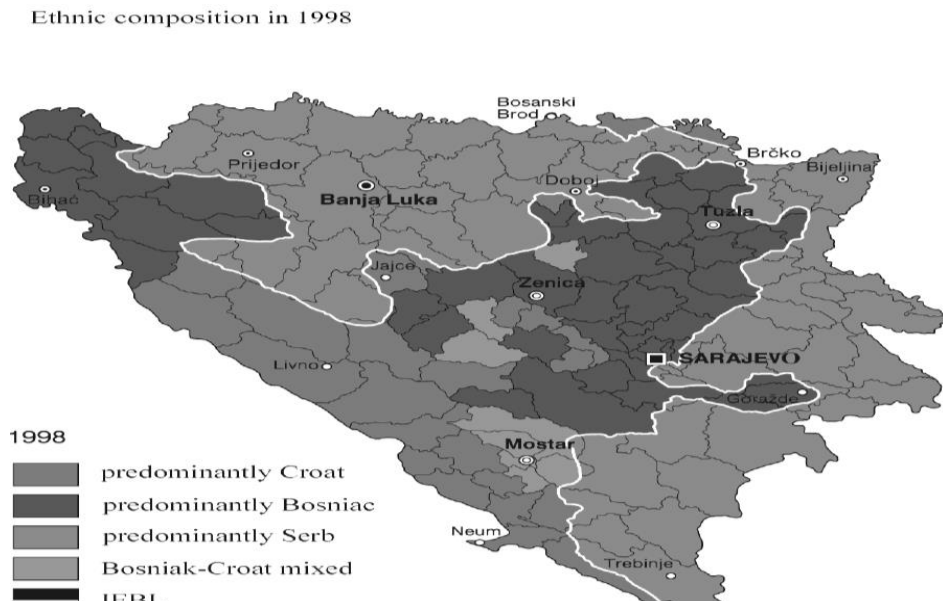 Ethnic composition in 1998
Bosanski
Brod
Brčko
Prijedor
Doboj
Bijeljina
Bihać
Banja Luka
Tuzla
Jajce
Zenica
SARAJEVO
Livno
Goražde
1998
Mostar
predominantly Croat
predominantly Bosniac
predominantly Serb
Neum
Bosniak-Croat mixed
Trebinje
IEBL